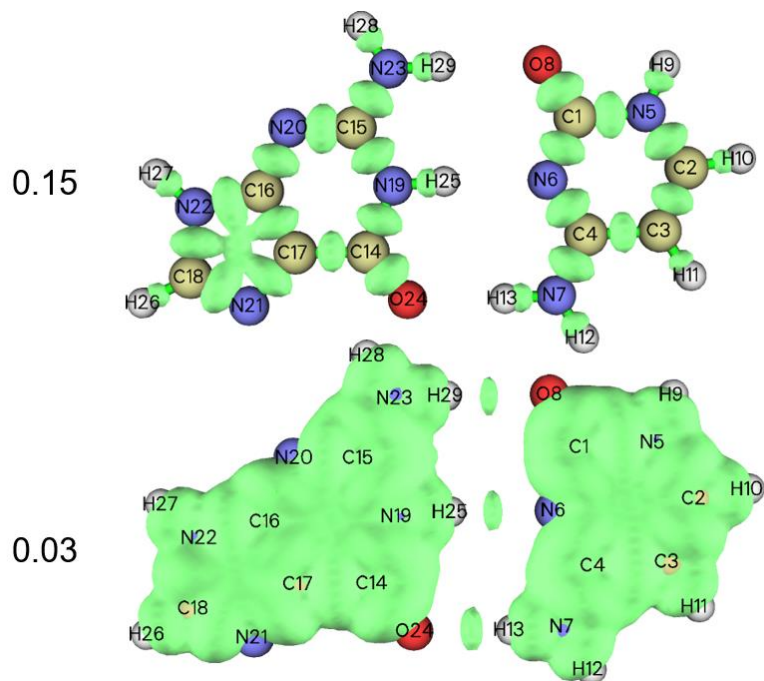 H28
N23 H29
O8 H9
N20 C15
C1 N5
0.15
H27 C16 N19 H25
N6 C2 H10
N22
C17 C14
C4 C3
C18
H26 N21 O24
H13 N7 H11
H12
H28
N23 H29 O8 H9
N20 C15 C1 N5
H27 C16 N19 H25 N6 C2 H10
N22
0.03
C17 C14 C4 C3
C18 H11
H26 N21 O24 H13 N7
H12